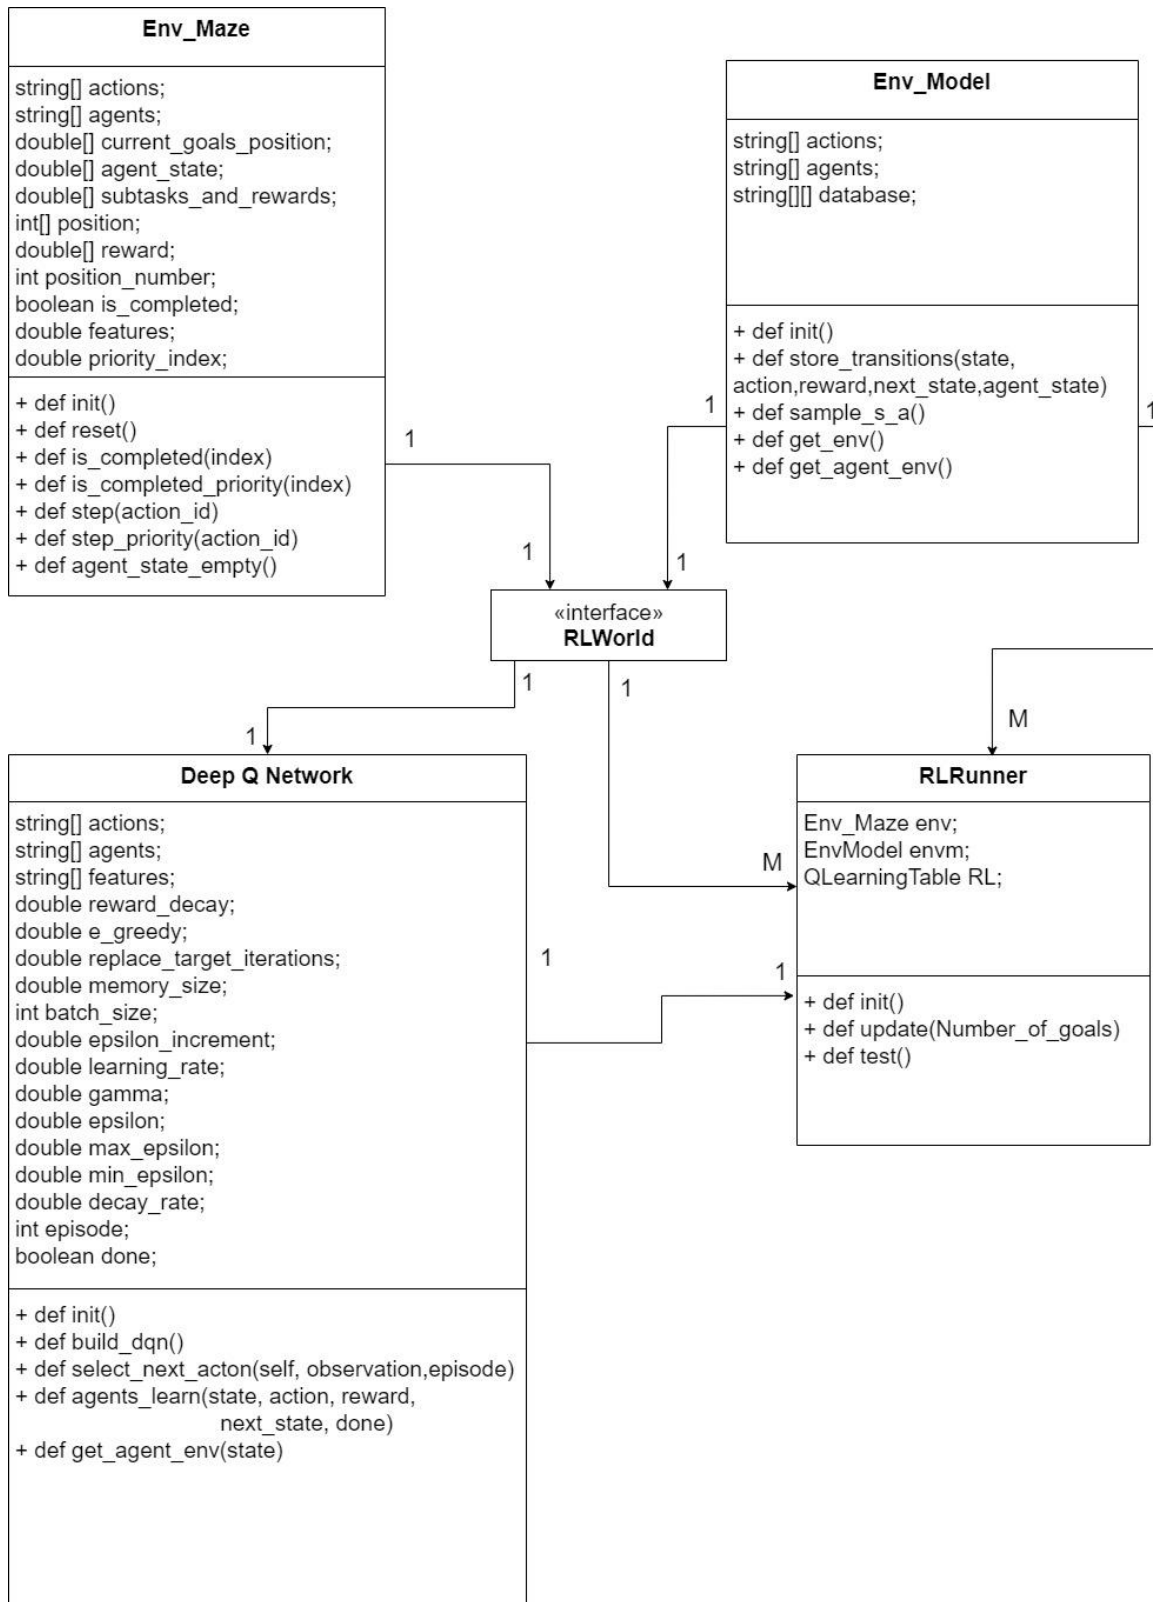 Env_Maze
string[] actions;
string[] agents;
double[] current_goals_position;
double[] agent_state;
double[] subtasks_and_rewards;
int[] position;
double[] reward;
int position_number;
boolean is_completed;
double features;
double priority_index;
+ def init()
+ def reset()
+ def is_completed(index)
+ def is_completed_priority(index)
+ def step(action_id)
+ def step_priority(action_id)
+ def agent_state_empty()
1
1
Env_Model
string[] actions;
string[] agents;
string[][] database;
+ def init()
+ def store_transitions(state,
action,reward,next_state,agent_state)
+ def sample_s_a()
+ def get_env()
+ def get_agent_env()
1
1
1
«interface»
RLWorld
1
1
1
M
M
Deep Q Network
string[] actions;
string[] agents;
string[] features;
double reward_decay;
double e_greedy;
double replace_target_iterations;
double memory_size;
int batch_size;
double epsilon_increment;
double learning_rate;
double gamma;
double epsilon;
double max_epsilon;
double min_epsilon;
double decay_rate;
int episode;
boolean done;
+ def init()
+ def build_dqn()
+ def select_next_acton(self, observation,episode)
+ def agents_learn(state, action, reward,
next_state, done)
+ def get_agent_env(state)
1
1
RLRunner
Env_Maze env;
EnvModel envm;
QLearningTable RL;
+ def init()
+ def update(Number_of_goals)
+ def test()